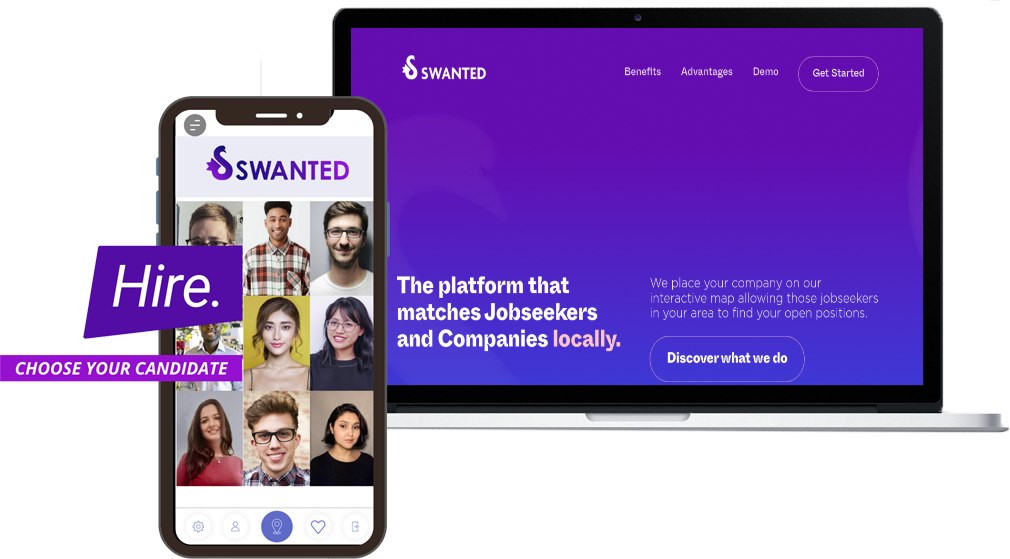 SWANTED
Benefits
Advantages
Demo
Get Started
SWANTED
Hire.
CHOOSE YOUR CANDIDATE
The platform that
matches Jobseekers
and Companies locally.
We place your company on our
interactive map allowing those jobseekers
in your area to find your open positions.
Discover what we do